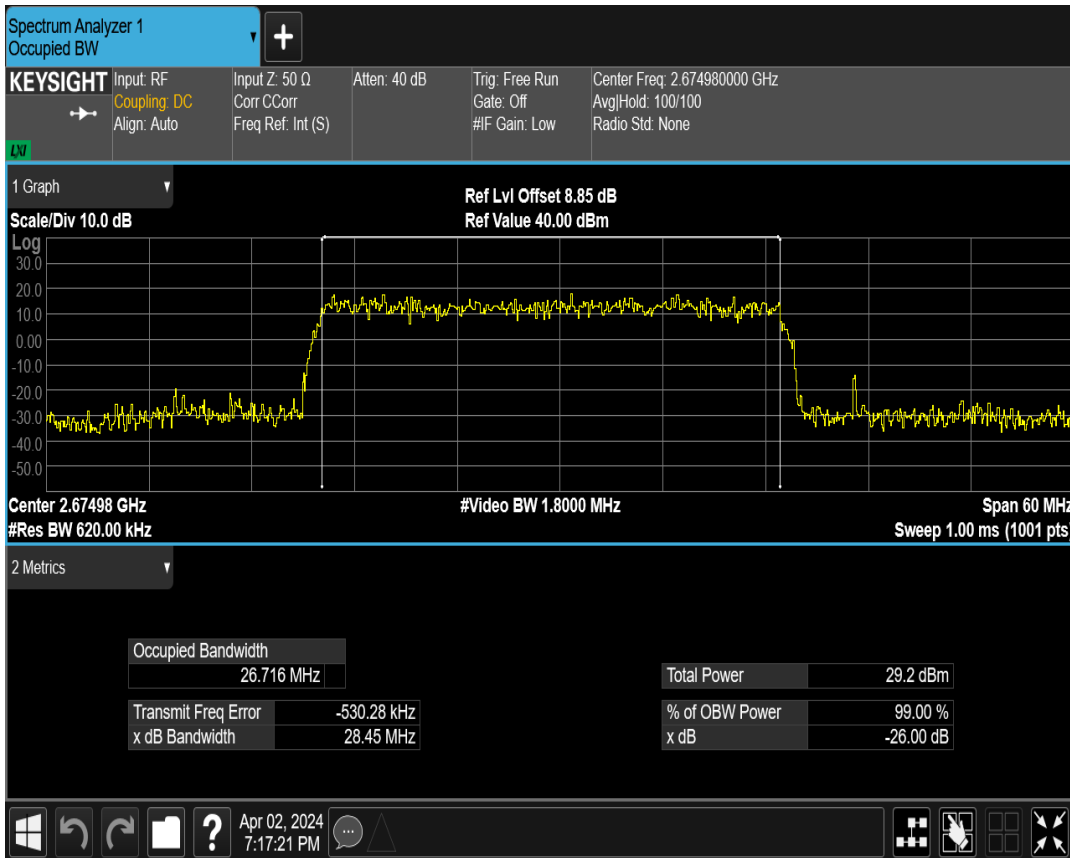 Spectrum Analyzer 1
Occupied BW
+
KEYSIGHT
LXI
Input: RF
Coupling: DC
Align: Auto
Input Z: 50 Ω
Corr CCorr
Freq Ref: Int (S)
Atten: 40 dB
Trig: Free Run
Gate: Off
#IF Gain: Low
Center Freq: 2.674980000 GHz
Avg|Hold: 100/100
Radio Std: None
1 Graph
Scale/Div 10.0 dB
Ref Lvl Offset 8.85 dB
Ref Value 40.00 dBm
Log
30.0
20.0
10.0
0.00
-10.0
-20.0
-30.0
-40.0
-50.0
Center 2.67498 GHz
#Video BW 1.8000 MHz
Span 60 MHz
#Res BW 620.00 kHz
Sweep 1.00 ms (1001 pts)
2 Metrics
Occupied Bandwidth
26.716 MHz
Total Power 29.2 dBm
Transmit Freq Error -530.28 kHz
% of OBW Power 99.00 %
x dB Bandwidth 28.45 MHz
x dB -26.00 dB
?
Apr 02, 2024
7:17:21 PM